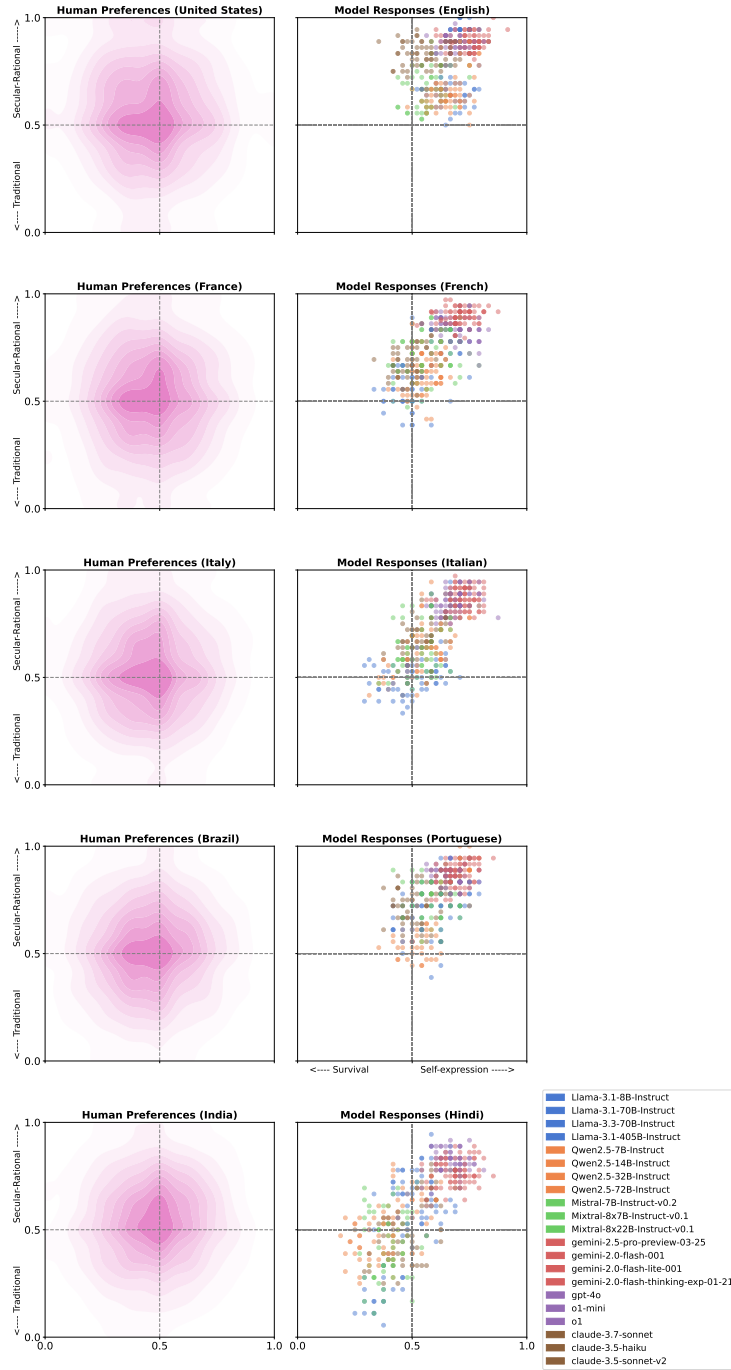 Human Preferences (United States)
Model Responses (English)
1.0
0.5
0.0
<---- Traditional
Secular-Rational ---->
Human Preferences (France)
Model Responses (French)
1.0
0.5
0.0
<---- Traditional
Secular-Rational ---->
Human Preferences (Italy)
Model Responses (Italian)
1.0
0.5
0.0
<---- Traditional
Secular-Rational ---->
Human Preferences (Brazil)
Model Responses (Portuguese)
1.0
0.5
0.0
<---- Traditional
Secular-Rational ---->
<---- Survival
Self-expression ---->
Human Preferences (India)
Model Responses (Hindi)
1.0
0.5
0.0
<---- Traditional
Secular-Rational ---->
0.0
0.5
1.0
0.0
0.5
1.0
Llama-3.1-8B-Instruct
Llama-3.1-70B-Instruct
Llama-3.3-70B-Instruct
Llama-3.1-405B-Instruct
Qwen2.5-7B-Instruct
Qwen2.5-14B-Instruct
Qwen2.5-32B-Instruct
Qwen2.5-72B-Instruct
Mistral-7B-Instruct-v0.2
Mixtral-8x7B-Instruct-v0.1
Mixtral-8x22B-Instruct-v0.1
gemini-2.5-pro-preview-03-25
gemini-2.0-flash-001
gemini-2.0-flash-lite-001
gemini-2.0-flash-thinking-exp-01-21
gpt-4o
o1-mini
o1
claude-3.7-sonnet
claude-3.5-haiku
claude-3.5-sonnet-v2